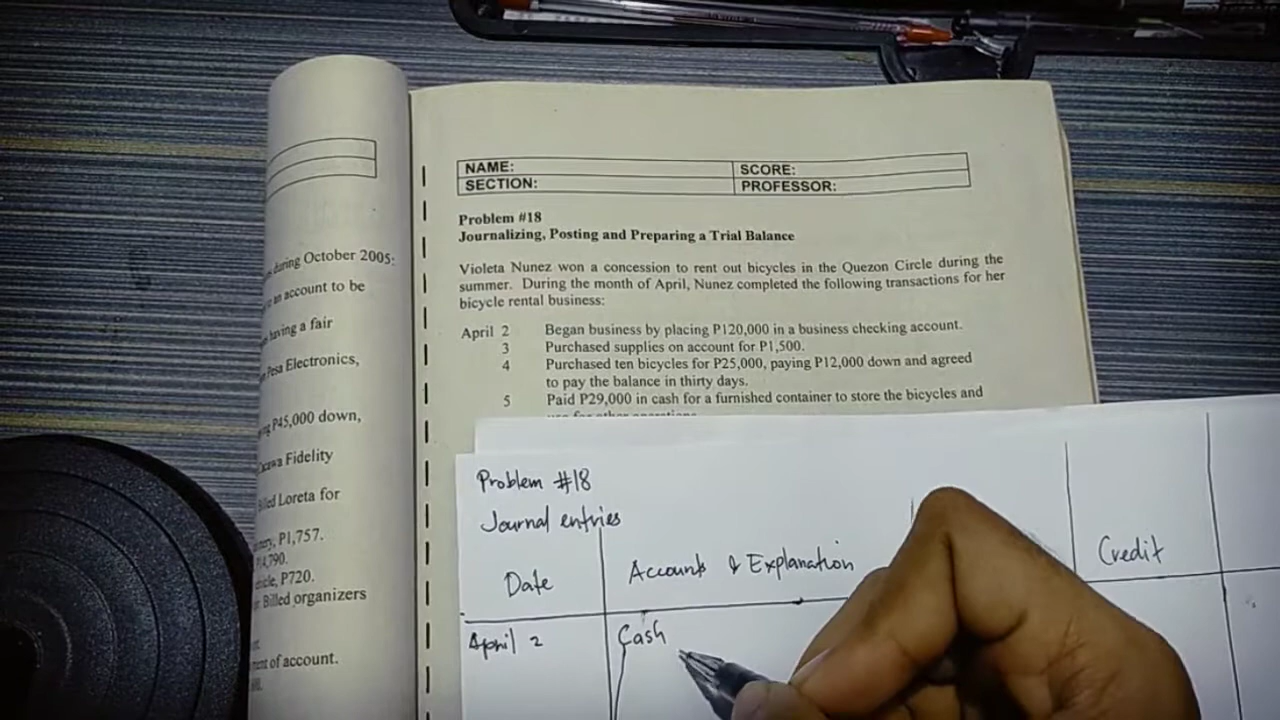 during October 2005:
an account to be
having a fair
Pesa Electronics,
P45,000 down,
Fidelity
Billed Loreta for
P1,757.
P720.
Billed organizers
of account.
NAME: SCORE:
SECTION: PROFESSOR:
Problem #18
Journalizing, Posting and Preparing a Trial Balance
Violeta Nunez won a concession to rent out bicycles in the Quezon Circle during the
summer. During the month of April, Nunez completed the following transactions for her
bicycle rental business:
April 2 Began business by placing P120,000 in a business checking account.
3 Purchased supplies on account for P1,500.
4 Purchased ten bicycles for P25,000, paying P12,000 down and agreed
to pay the balance in thirty days.
5 Paid P29,000 in cash for a furnished container to store the bicycles and
Problem #18
Journal entries
Date Accounts & Explanation Credit
April 2 Cash